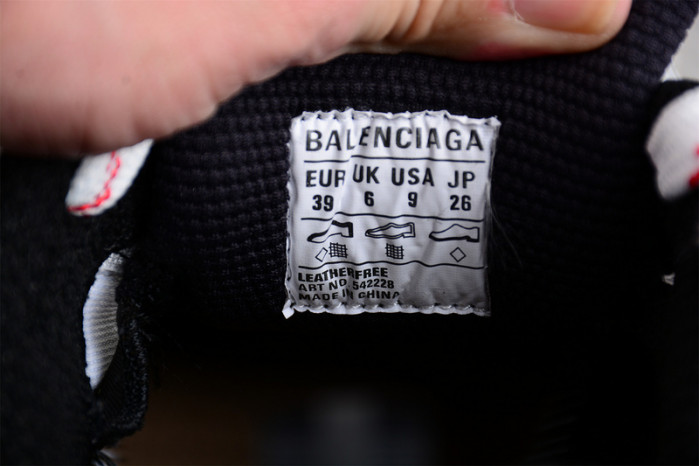 BALENCIAGA
EUR UK USA JP
39 6 9 26
LEATHERFREE
ART NO 542228
MADE IN CHINA